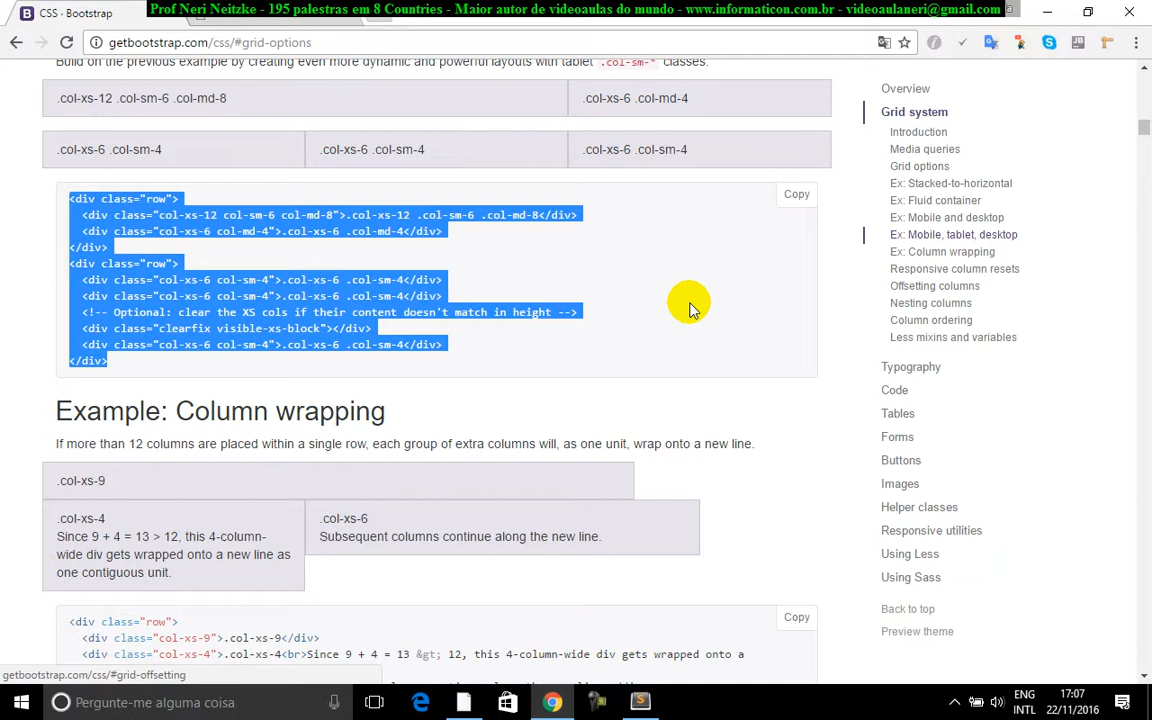 Prof Neri Neitzke - 195 palestras em 8 Countries - Maior autor de videoaulas do mundo - www.informaticon.com.br - videoaulaneri@gmail.com
CSS · Bootstrap
getbootstrap.com/css/#grid-options
Build on the previous example by creating even more dynamic and powerful layouts with tablet .col-sm-* classes.
.col-xs-12 .col-sm-6 .col-md-8
.col-xs-6 .col-md-4
.col-xs-6 .col-sm-4
.col-xs-6 .col-sm-4
.col-xs-6 .col-sm-4
Copy
<div class="row">
<div class="col-xs-12 col-sm-6 col-md-8">.col-xs-12 .col-sm-6 .col-md-8</div>
<div class="col-xs-6 col-md-4">.col-xs-6 .col-md-4</div>
</div>
<div class="row">
<div class="col-xs-6 col-sm-4">.col-xs-6 .col-sm-4</div>
<div class="col-xs-6 col-sm-4">.col-xs-6 .col-sm-4</div>
<!-- Optional: clear the XS cols if their content doesn't match in height -->
<div class="clearfix visible-xs-block"></div>
<div class="col-xs-6 col-sm-4">.col-xs-6 .col-sm-4</div>
</div>
Example: Column wrapping
If more than 12 columns are placed within a single row, each group of extra columns will, as one unit, wrap onto a new line.
.col-xs-9
.col-xs-4
Since 9 + 4 = 13 > 12, this 4-column-
wide div gets wrapped onto a new line as
one contiguous unit.
.col-xs-6
Subsequent columns continue along the new line.
Copy
<div class="row">
<div class="col-xs-9">.col-xs-9</div>
<div class="col-xs-4">.col-xs-4<br>Since 9 + 4 = 13 &gt; 12, this 4-column-wide div gets wrapped onto a
Overview
Grid system
Introduction
Media queries
Grid options
Ex: Stacked-to-horizontal
Ex: Fluid container
Ex: Mobile and desktop
Ex: Mobile, tablet, desktop
Ex: Column wrapping
Responsive column resets
Offsetting columns
Nesting columns
Column ordering
Less mixins and variables
Typography
Code
Tables
Forms
Buttons
Images
Helper classes
Responsive utilities
Using Less
Using Sass
Back to top
Preview theme
getbootstrap.com/css/#grid-offsetting
Pergunte-me alguma coisa
ENG
INTL
17:07
22/11/2016